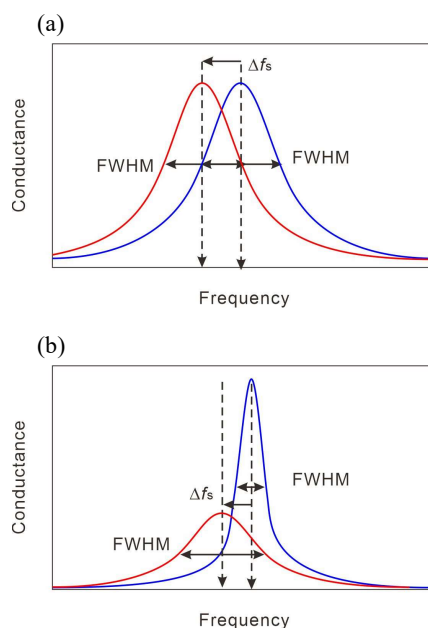 (a)
Δfs
FWHM
FWHM
Conductance
Frequency
(b)
Conductance
FWHM
Δfs
FWHM
Frequency